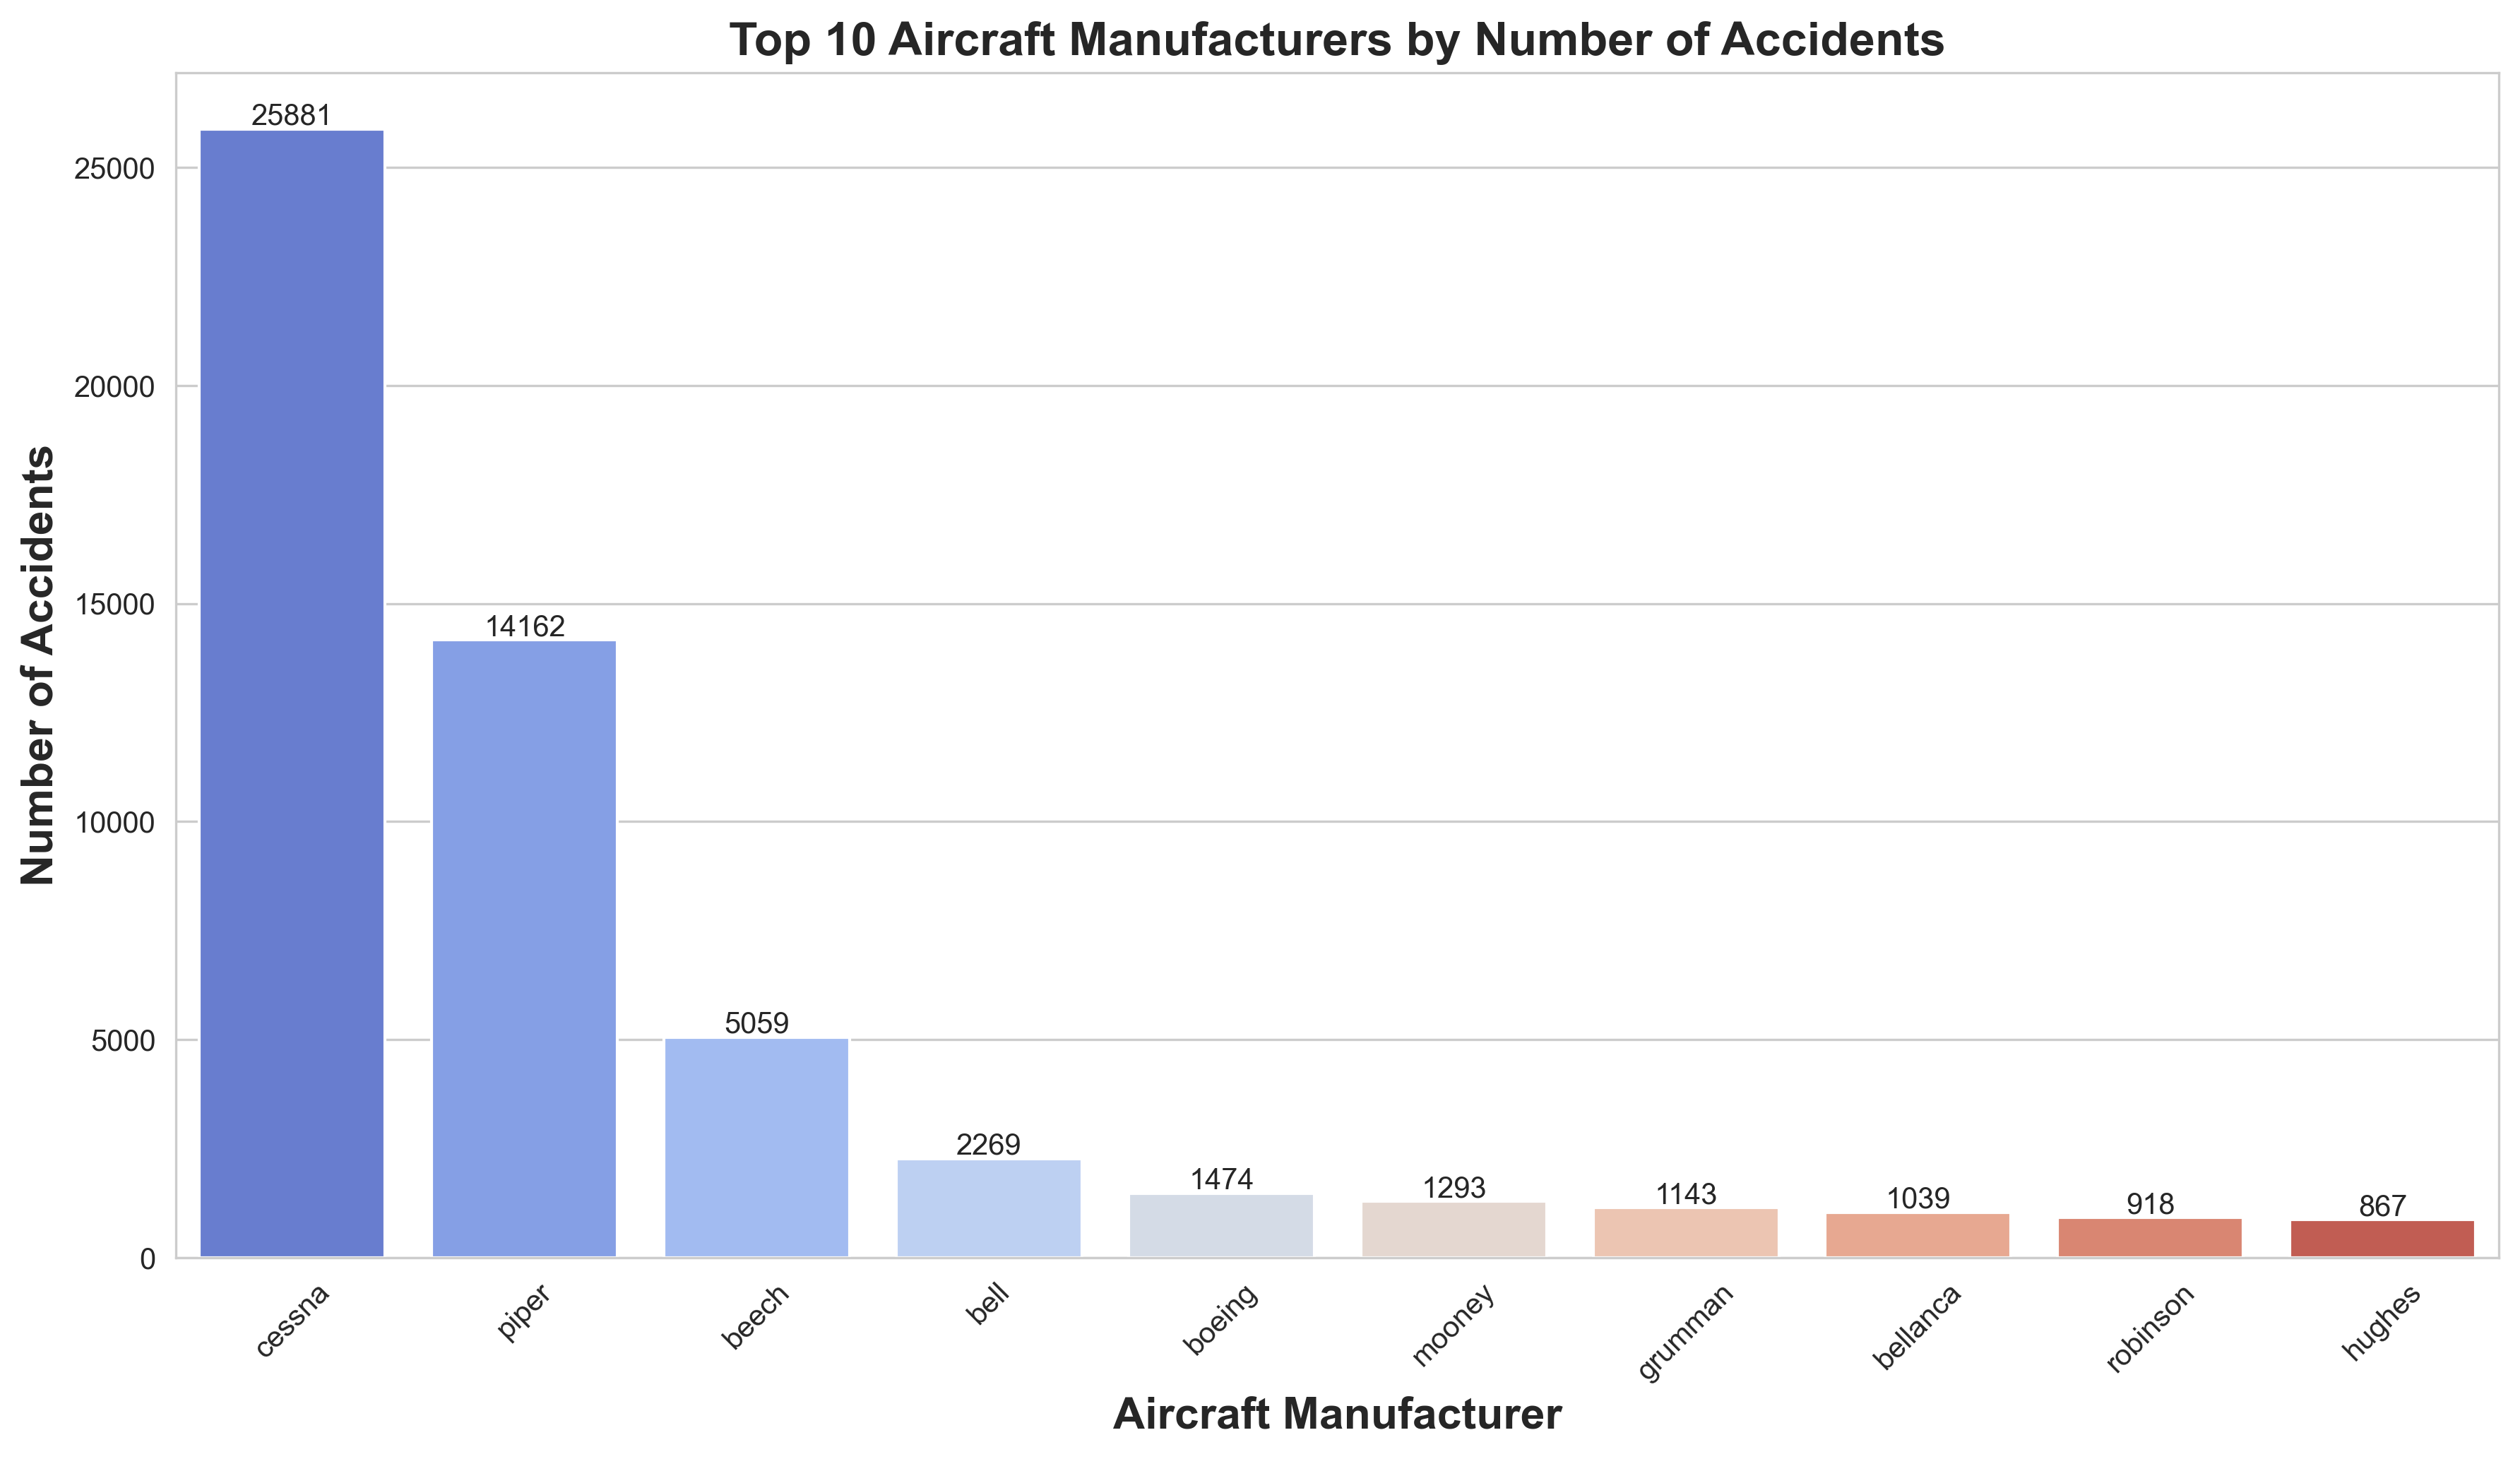 Top 10 Aircraft Manufacturers by Number of Accidents
Number of Accidents
25000
20000
15000
10000
5000
0
25881
14162
5059
2269
1474
1293
1143
1039
918
867
cessna
piper
beech
bell
boeing
mooney
grumman
bellanca
robinson
hughes
Aircraft Manufacturer